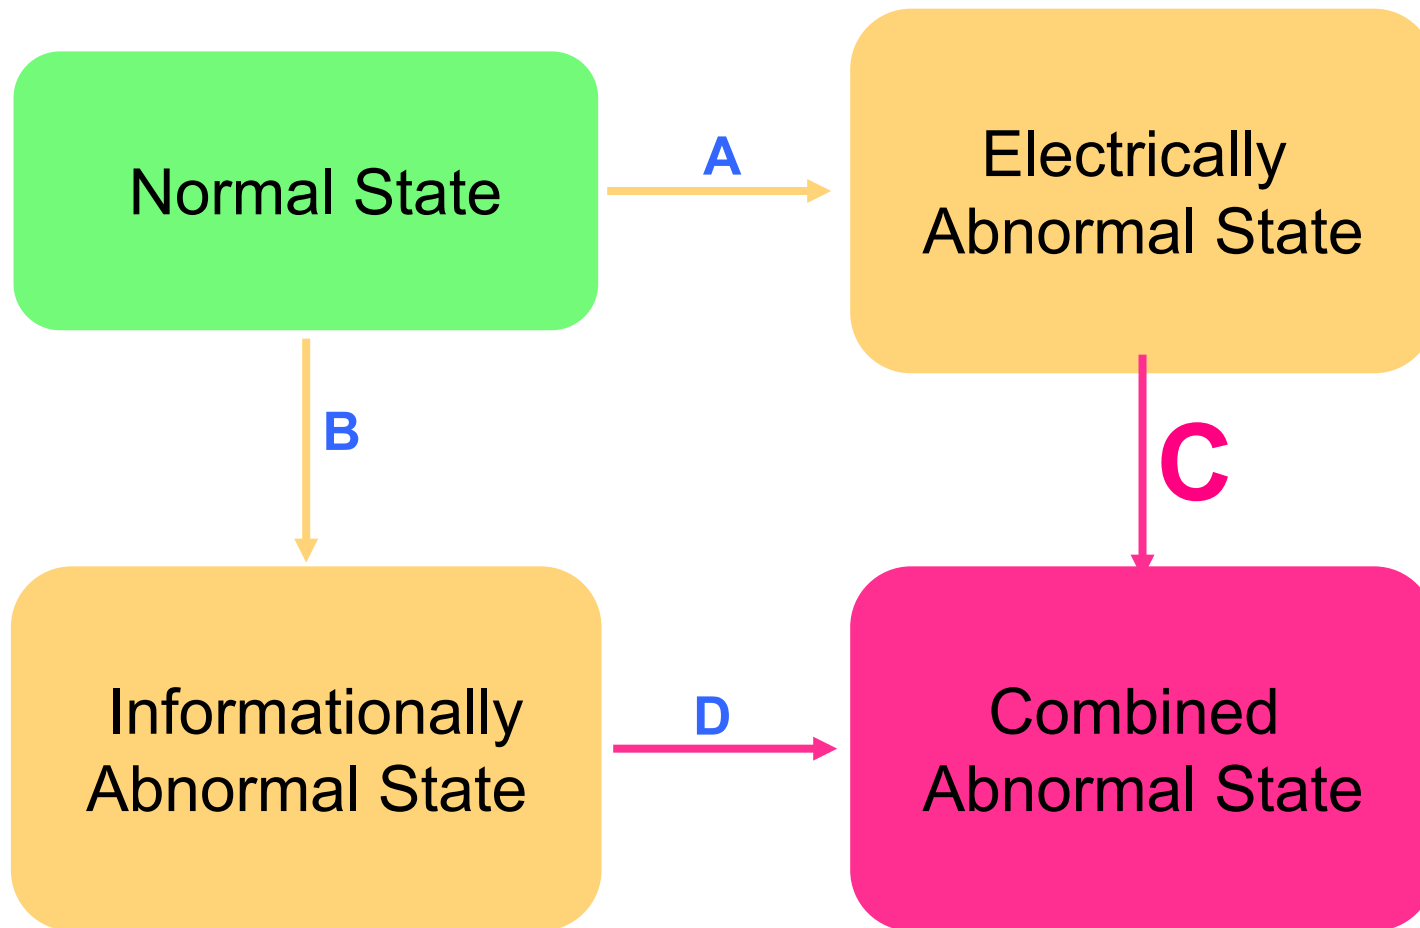 Normal State
A
Electrically
Abnormal State
B
C
Informationally
Abnormal State
D
Combined
Abnormal State